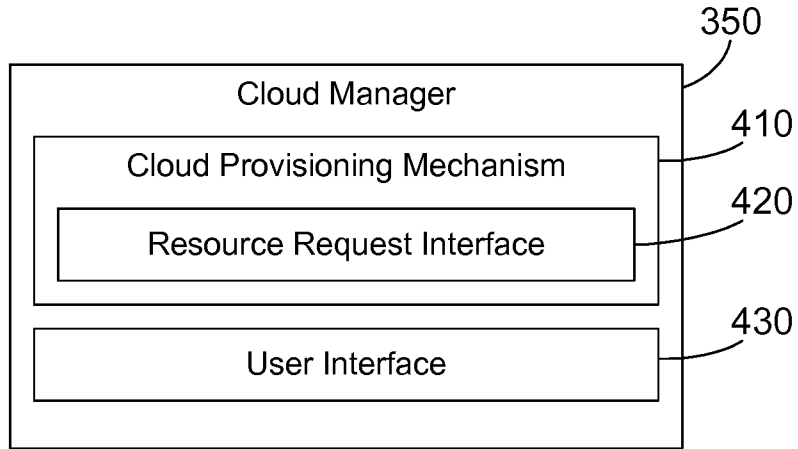 350
Cloud Manager
410
Cloud Provisioning Mechanism
420
Resource Request Interface
430
User Interface